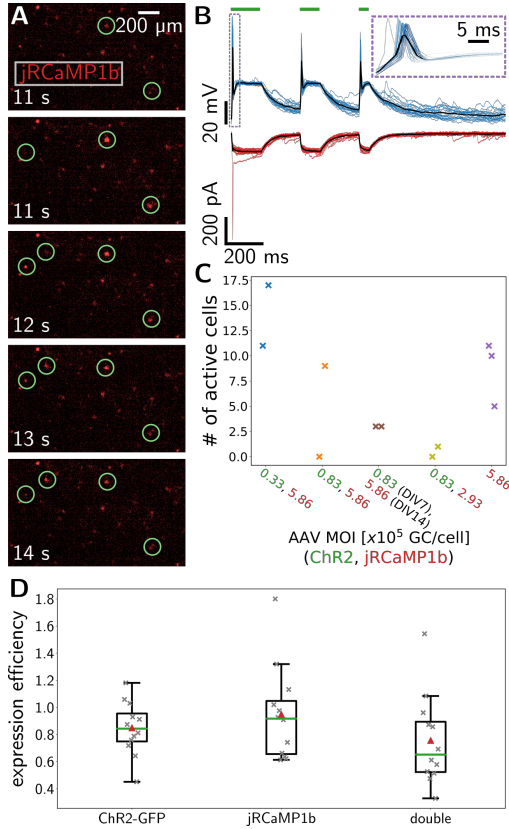 A
200 μm
jRCaMP1b
11 s
11 s
12 s
13 s
14 s
B
5 ms
20 mV
200 pA
200 ms
C
# of active cells
17.5
15.0
12.5
10.0
7.5
5.0
2.5
0.0
0.33, 5.86
0.83, 5.86
0.83 (DIV7),
5.86 (DIV14)
0.83, 2.93
5.86
AAV MOI [x10⁵ GC/cell]
(ChR2, jRCaMP1b)
D
expression efficiency
1.8
1.6
1.4
1.2
1.0
0.8
0.6
0.4
ChR2-GFP
jRCaMP1b
double